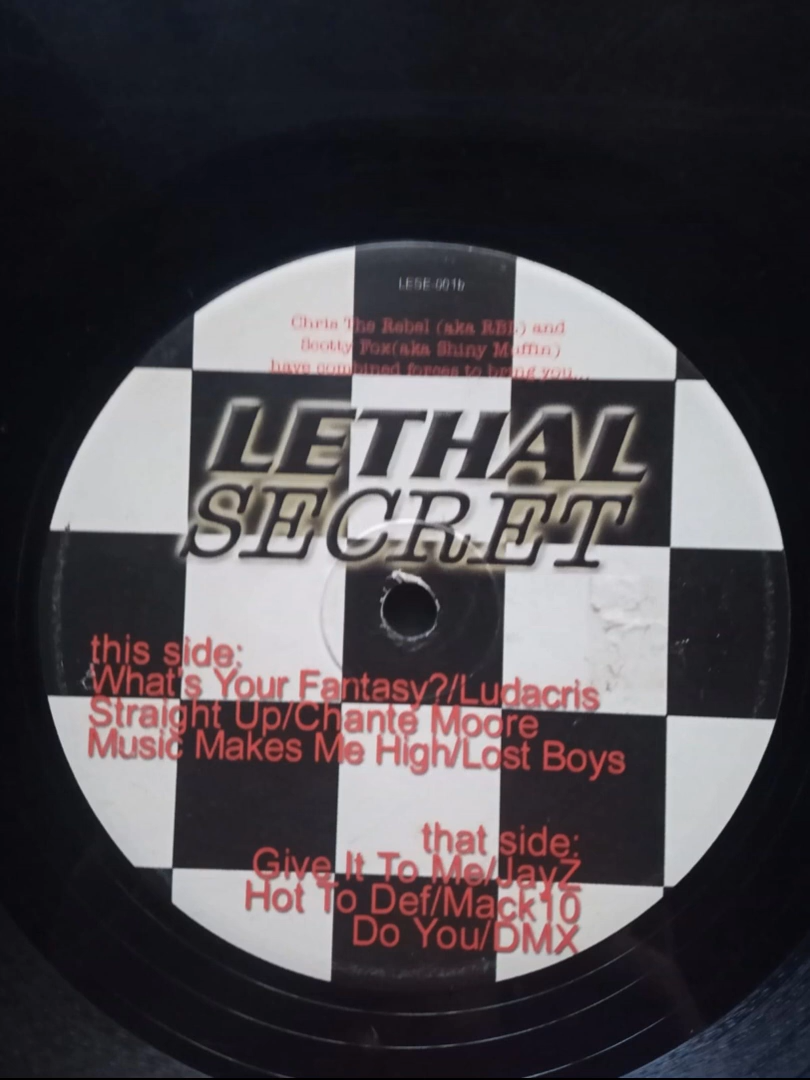 LESE-001b
Chris The Rebel (aka RBL) and
Scotty Fox(aka Shiny Muffin)
have combined forces to bring you...
LETHAL
SECRET
this side:
What's Your Fantasy?/Ludacris
Straight Up/Chante Moore
Music Makes Me High/Lost Boys
that side:
Give It To Me/JayZ
Hot To Def/Mack10
Do You/DMX